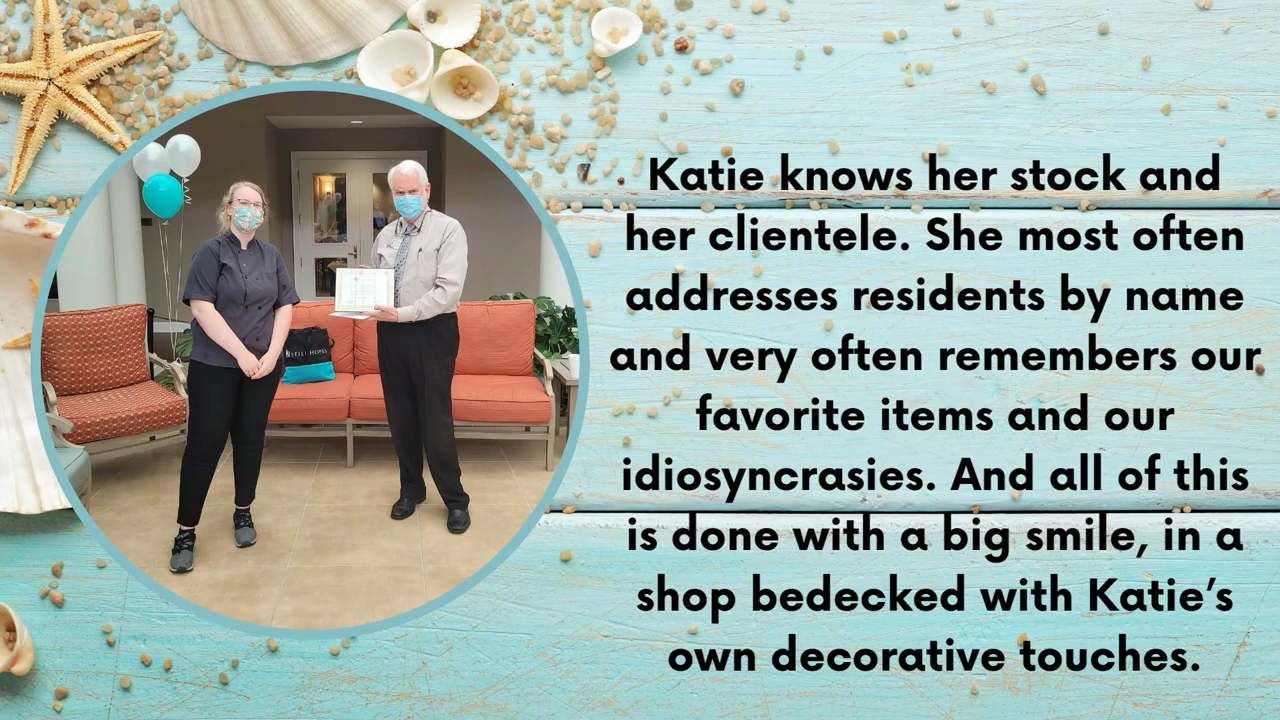 Katie knows her stock and
her clientele. She most often
addresses residents by name
and very often remembers our
favorite items and our
idiosyncrasies. And all of this
is done with a big smile, in a
shop bedecked with Katie’s
own decorative touches.